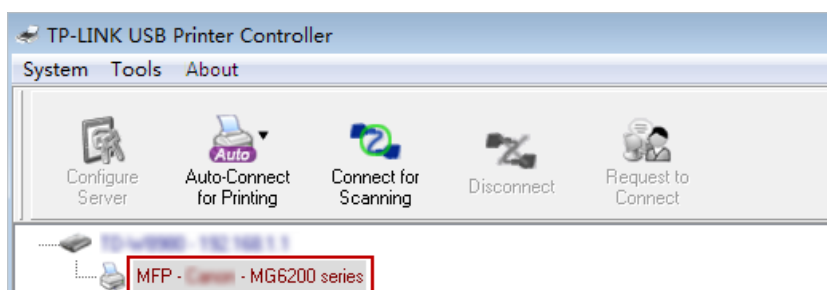 TP-LINK USB Printer Controller
System Tools About
Auto
Configure Server
Auto-Connect for Printing
Connect for Scanning
Disconnect
Request to Connect
MFP - - MG6200 series